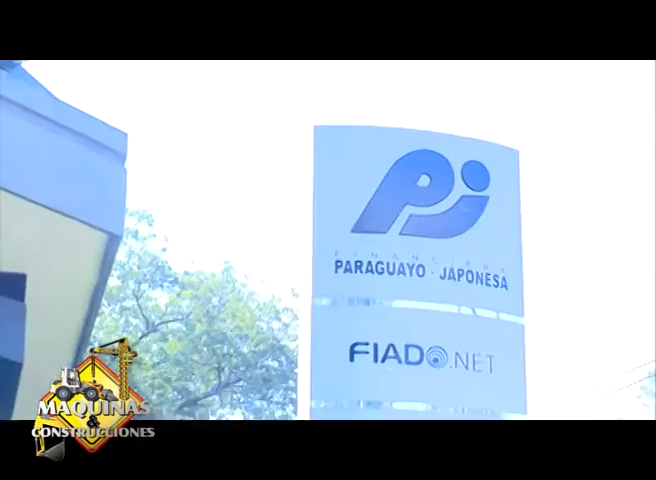 PJ
FINANCIERA
PARAGUAYO - JAPONESA
FIADO.NET
MAQUINAS
&
CONSTRUCCIONES